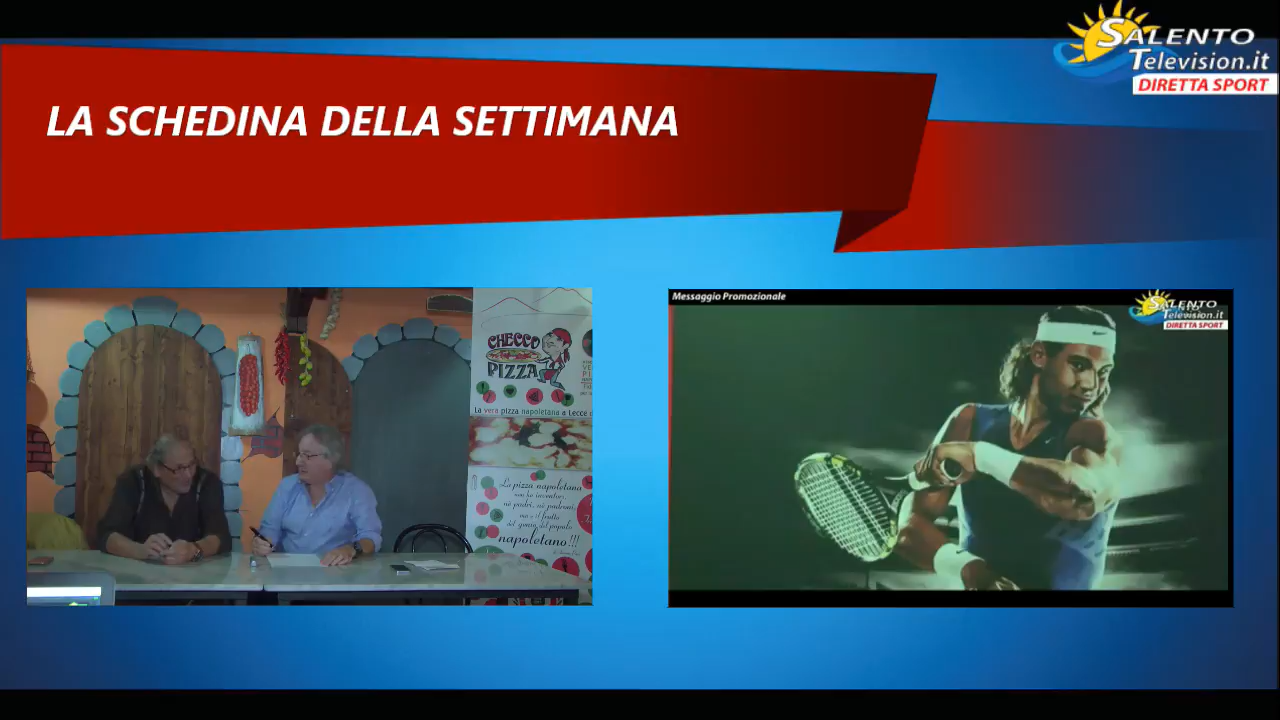 SALENTO
Television.it
DIRETTA SPORT
LA SCHEDINA DELLA SETTIMANA
Messaggio Promozionale
SALENTO
Television.it
DIRETTA SPORT
CHECCO
PIZZA
La vera pizza napoletana a Lecce
La pizza napoletana
non ha inventori,
né padri, né padroni,
ma è il frutto
del genio del popolo
napoletano!!!